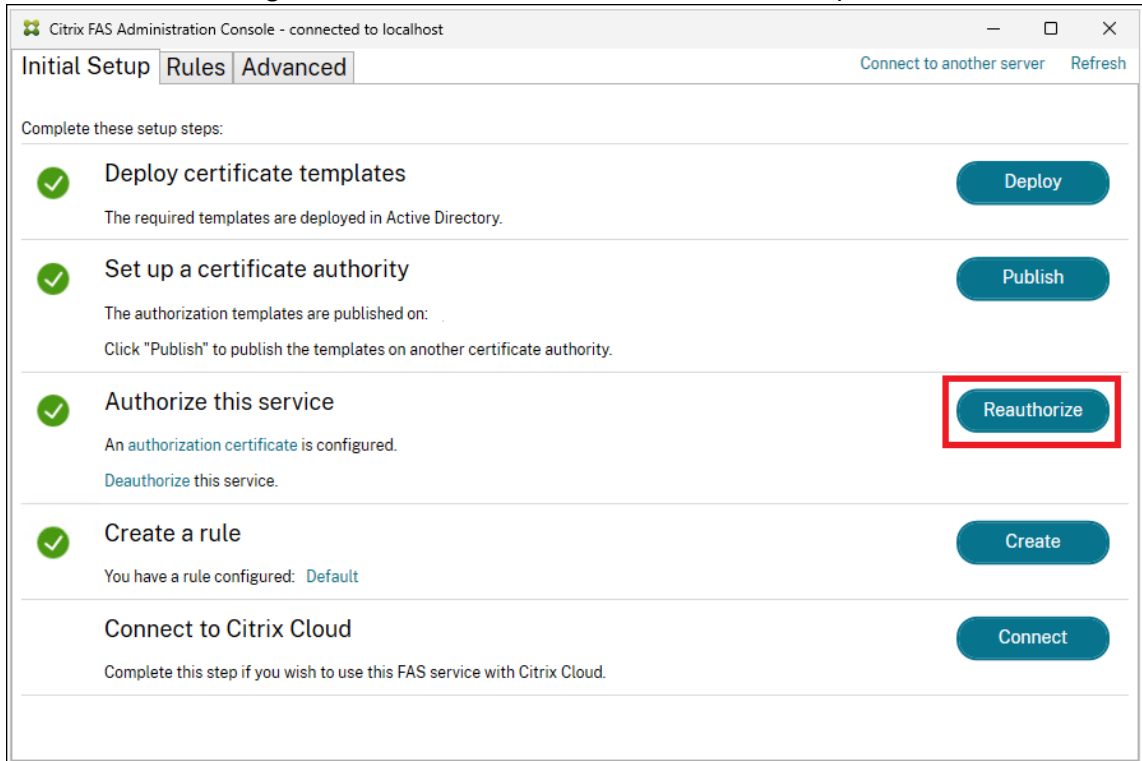 Citrix FAS Administration Console - connected to localhost
Initial Setup Rules Advanced Connect to another server Refresh
Complete these setup steps:
Deploy certificate templates
Deploy
The required templates are deployed in Active Directory.
Set up a certificate authority
Publish
The authorization templates are published on:
Click "Publish" to publish the templates on another certificate authority.
Authorize this service
Reauthorize
An authorization certificate is configured.
Deauthorize this service.
Create a rule
Create
You have a rule configured: Default
Connect to Citrix Cloud
Connect
Complete this step if you wish to use this FAS service with Citrix Cloud.